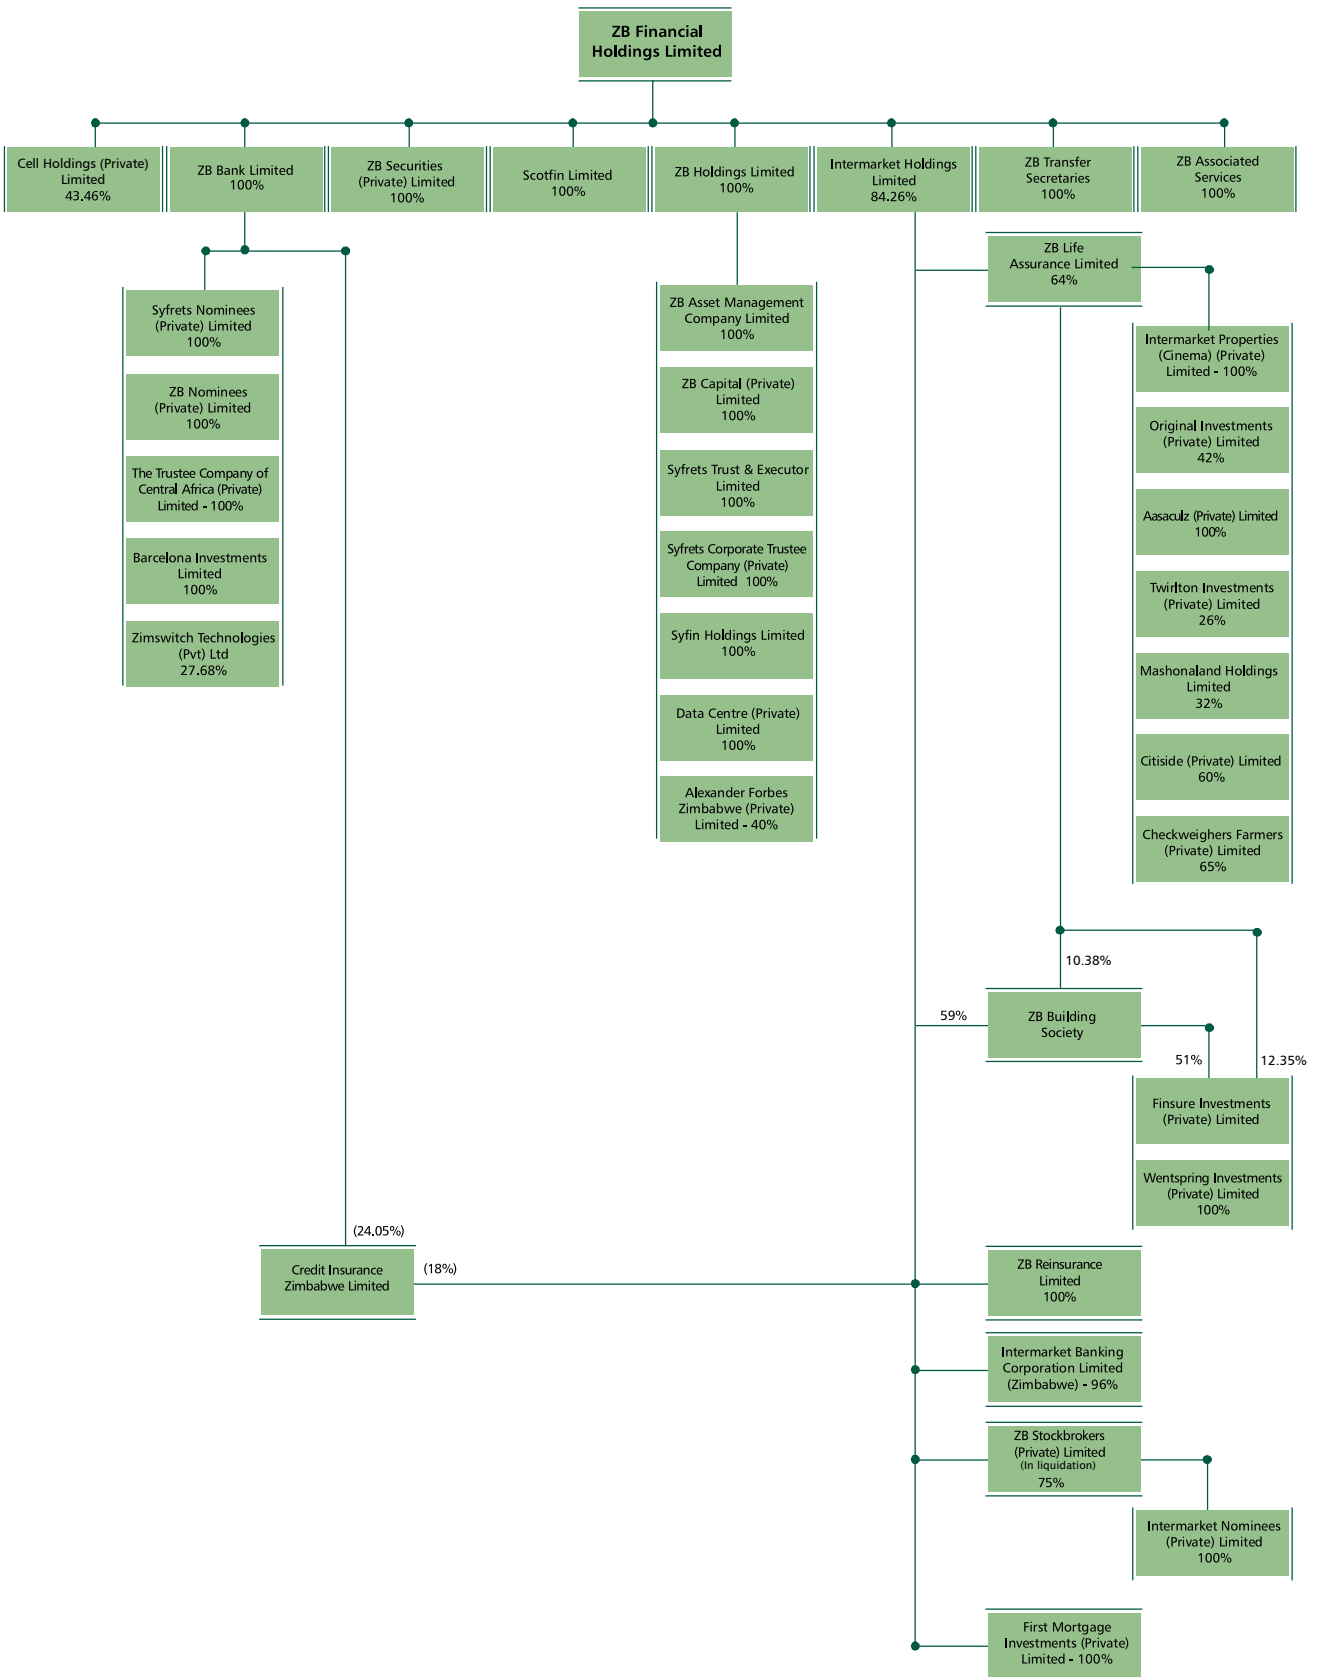 ZB Financial
Holdings Limited
Cell Holdings (Private)
Limited
43.46%
ZB Bank Limited
100%
ZB Securities
(Private) Limited
100%
Scotfin Limited
100%
ZB Holdings Limited
100%
Intermarket Holdings
Limited
84.26%
ZB Transfer
Secretaries
100%
ZB Associated
Services
100%
Syfrets Nominees
(Private) Limited
100%
ZB Nominees
(Private) Limited
100%
The Trustee Company of
Central Africa (Private)
Limited - 100%
Barcelona Investments
Limited
100%
Zimswitch Technologies
(Pvt) Ltd
27.68%
ZB Asset Management
Company Limited
100%
ZB Capital (Private)
Limited
100%
Syfrets Trust & Executor
Limited
100%
Syfrets Corporate Trustee
Company (Private)
Limited 100%
Syfin Holdings Limited
100%
Data Centre (Private)
Limited
100%
Alexander Forbes
Zimbabwe (Private)
Limited - 40%
ZB Life
Assurance Limited
64%
Intermarket Properties
(Cinema) (Private)
Limited - 100%
Original Investments
(Private) Limited
42%
Aasaculz (Private) Limited
100%
Twirlton Investments
(Private) Limited
26%
Mashonaland Holdings
Limited
32%
Citiside (Private) Limited
60%
Checkweighers Farmers
(Private) Limited
65%
10.38%
59%
ZB Building
Society
51%
12.35%
Finsure Investments
(Private) Limited
Wentspring Investments
(Private) Limited
100%
(24.05%)
Credit Insurance
Zimbabwe Limited
(18%)
ZB Reinsurance
Limited
100%
Intermarket Banking
Corporation Limited
(Zimbabwe) - 96%
ZB Stockbrokers
(Private) Limited
(In liquidation)
75%
Intermarket Nominees
(Private) Limited
100%
First Mortgage
Investments (Private)
Limited - 100%